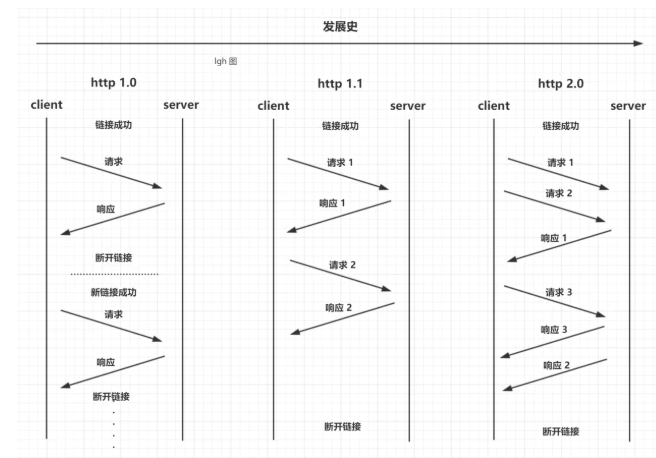 发展史
lgh 图
http 1.0
client
server
链接成功
请求
响应
断开链接
新链接成功
请求
响应
断开链接
http 1.1
client
server
链接成功
请求 1
响应 1
请求 2
响应 2
断开链接
http 2.0
client
server
链接成功
请求 1
请求 2
响应 1
请求 3
响应 3
响应 2
断开链接